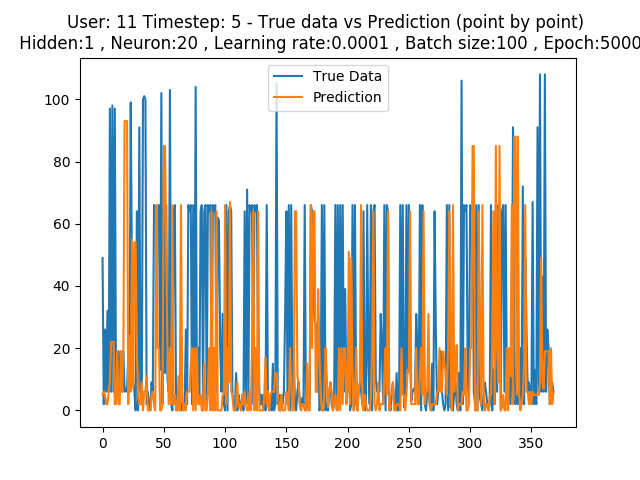 User: 11 Timestep: 5 - True data vs Prediction (point by point)
Hidden:1 , Neuron:20 , Learning rate:0.0001 , Batch size:100 , Epoch:5000
True Data
Prediction
100
80
60
40
20
0
0 50 100 150 200 250 300 350